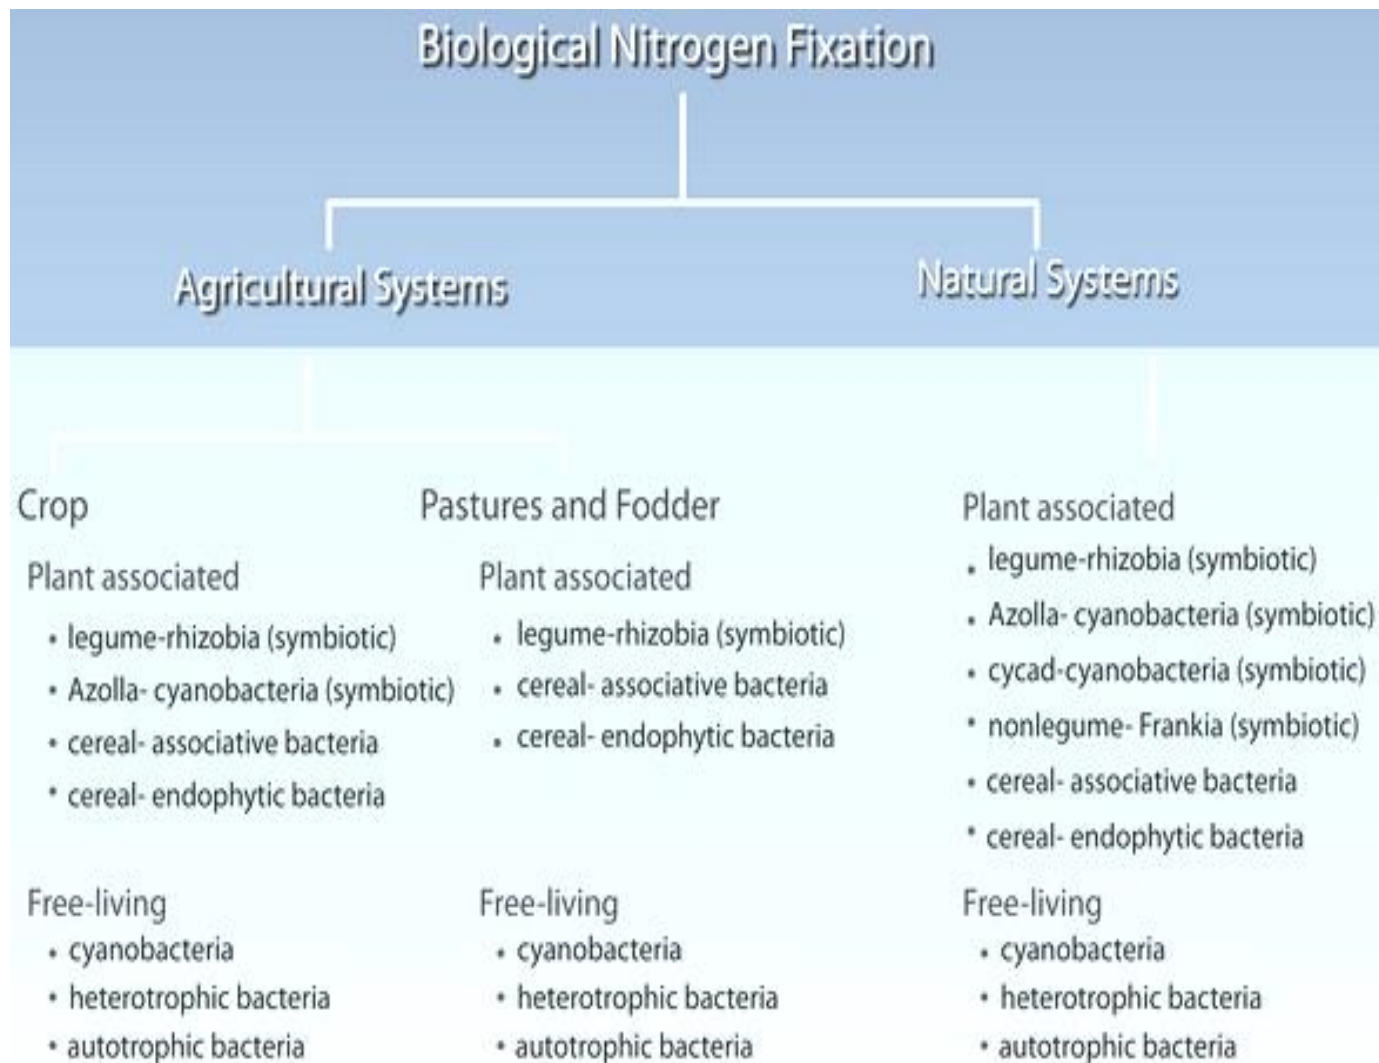 Biological Nitrogen Fixation
Agricultural Systems
Natural Systems
Crop
Plant associated
• legume-rhizobia (symbiotic)
• Azolla- cyanobacteria (symbiotic)
• cereal- associative bacteria
• cereal- endophytic bacteria
Free-living
• cyanobacteria
• heterotrophic bacteria
• autotrophic bacteria
Pastures and Fodder
Plant associated
• legume-rhizobia (symbiotic)
• cereal- associative bacteria
• cereal- endophytic bacteria
Free-living
• cyanobacteria
• heterotrophic bacteria
• autotrophic bacteria
Plant associated
• legume-rhizobia (symbiotic)
• Azolla- cyanobacteria (symbiotic)
• cycad-cyanobacteria (symbiotic)
• nonlegume- Frankia (symbiotic)
• cereal- associative bacteria
• cereal- endophytic bacteria
Free-living
• cyanobacteria
• heterotrophic bacteria
• autotrophic bacteria